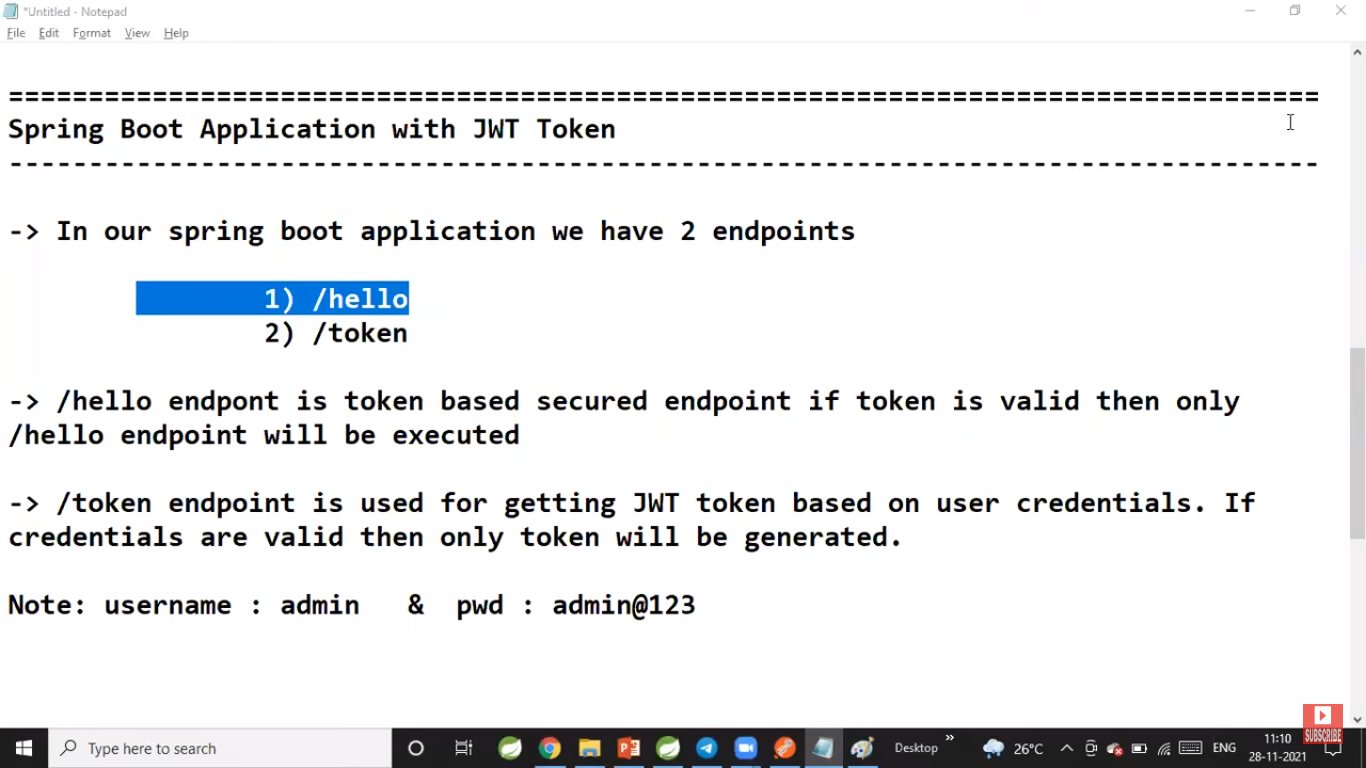 *Untitled - Notepad
File Edit Format View Help
==================================================================================
Spring Boot Application with JWT Token
----------------------------------------------------------------------------------
-> In our spring boot application we have 2 endpoints
1) /hello
2) /token
-> /hello endpont is token based secured endpoint if token is valid then only
/hello endpoint will be executed
-> /token endpoint is used for getting JWT token based on user credentials. If
credentials are valid then only token will be generated.
Note: username : admin & pwd : admin@123
SUBSCRIBE
Type here to search
Desktop
26°C
ENG
11:10
28-11-2021